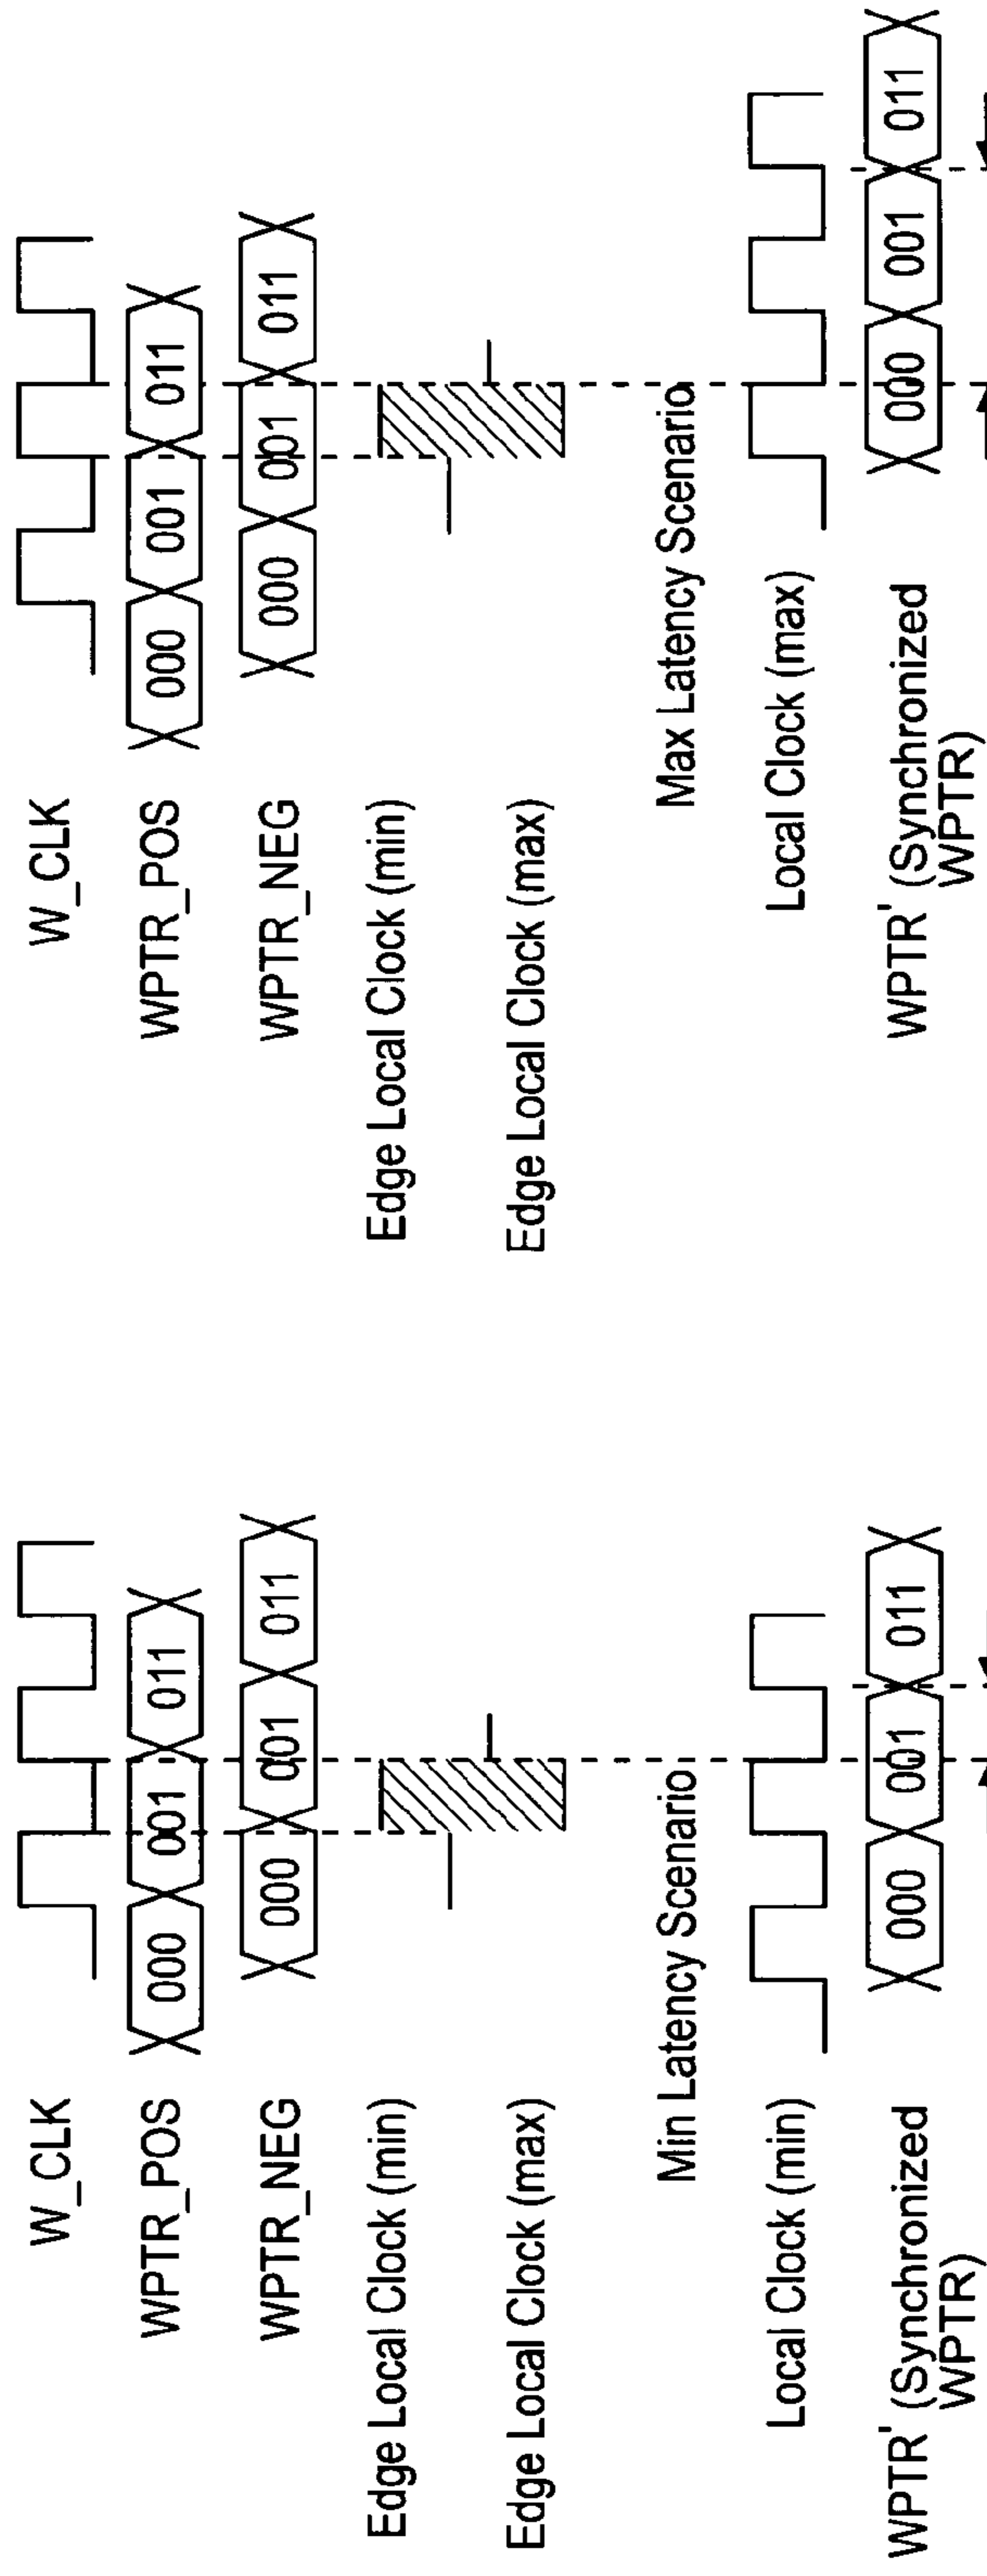 W_CLK
WPTR_POS 000 001 011
WPTR_NEG 000 001 011
Edge Local Clock (min)
Edge Local Clock (max)
Min Latency Scenario
Local Clock (min)
WPTR' (Synchronized
WPTR)
000 001 011
W_CLK
WPTR_POS 000 001 011
WPTR_NEG 000 001 011
Edge Local Clock (min)
Edge Local Clock (max)
Max Latency Scenario
Local Clock (max)
WPTR' (Synchronized
WPTR)
000 001 011